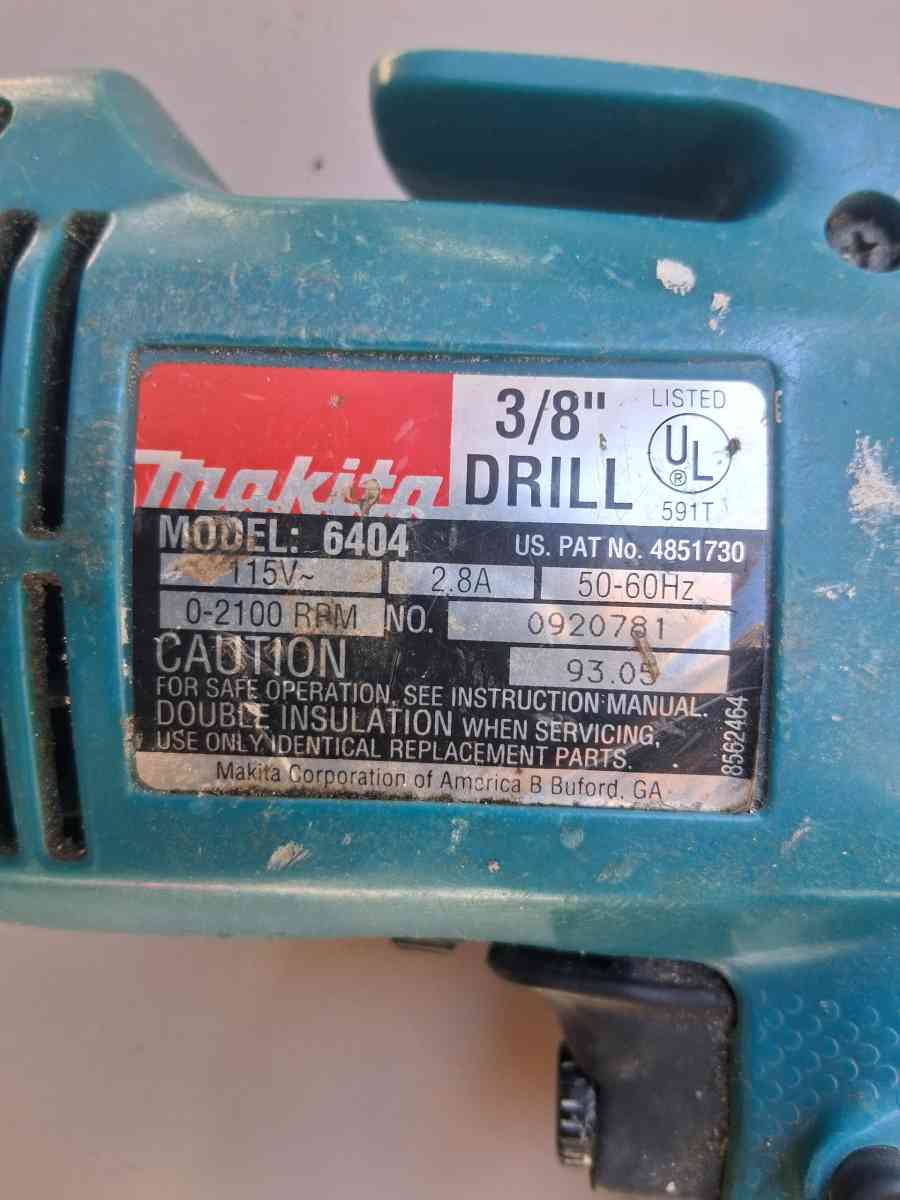 3/8"
DRILL
LISTED
UL
®
591T
makita
MODEL: 6404
US. PAT No. 4851730
115V~ 2.8A 50-60Hz
0-2100 RPM NO. 0920781
CAUTION 93.05
FOR SAFE OPERATION, SEE INSTRUCTION MANUAL.
DOUBLE INSULATION WHEN SERVICING,
USE ONLY IDENTICAL REPLACEMENT PARTS.
Makita Corporation of America B Buford, GA
8562464